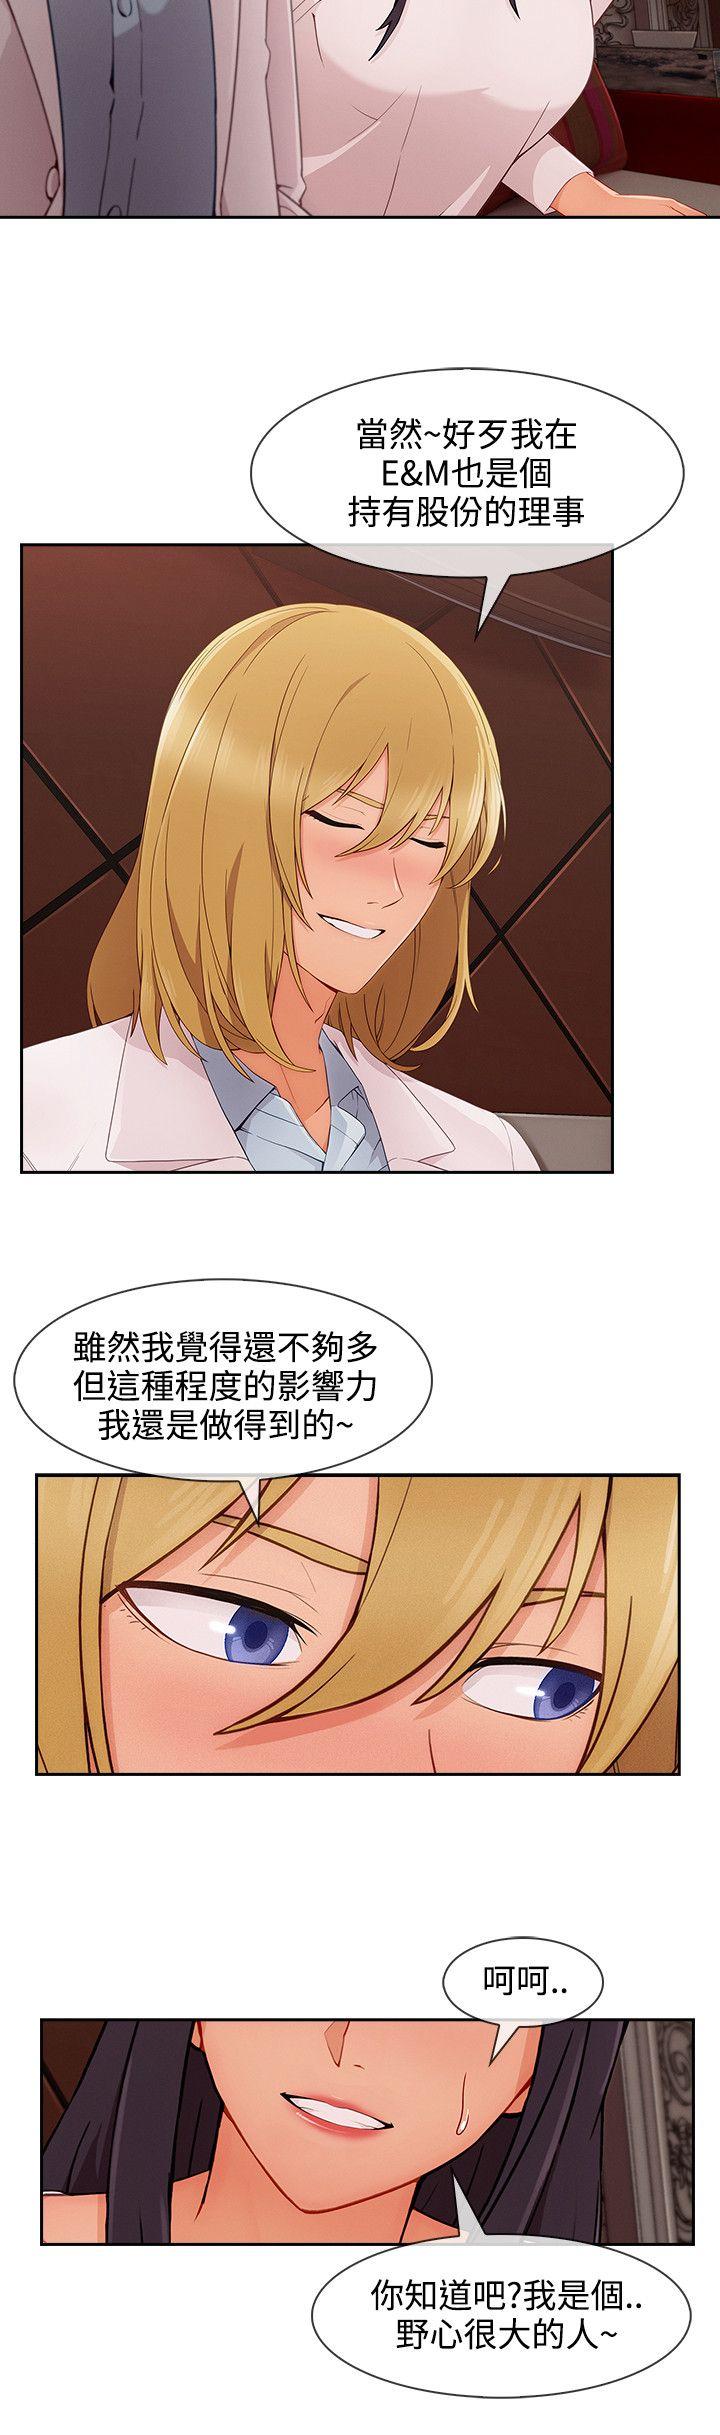 當然~好歹我在
E&M也是個
持有股份的理事
雖然我覺得還不夠多
但這種程度的影響力
我還是做得到的~
呵呵..
你知道吧?我是個..
野心很大的人~